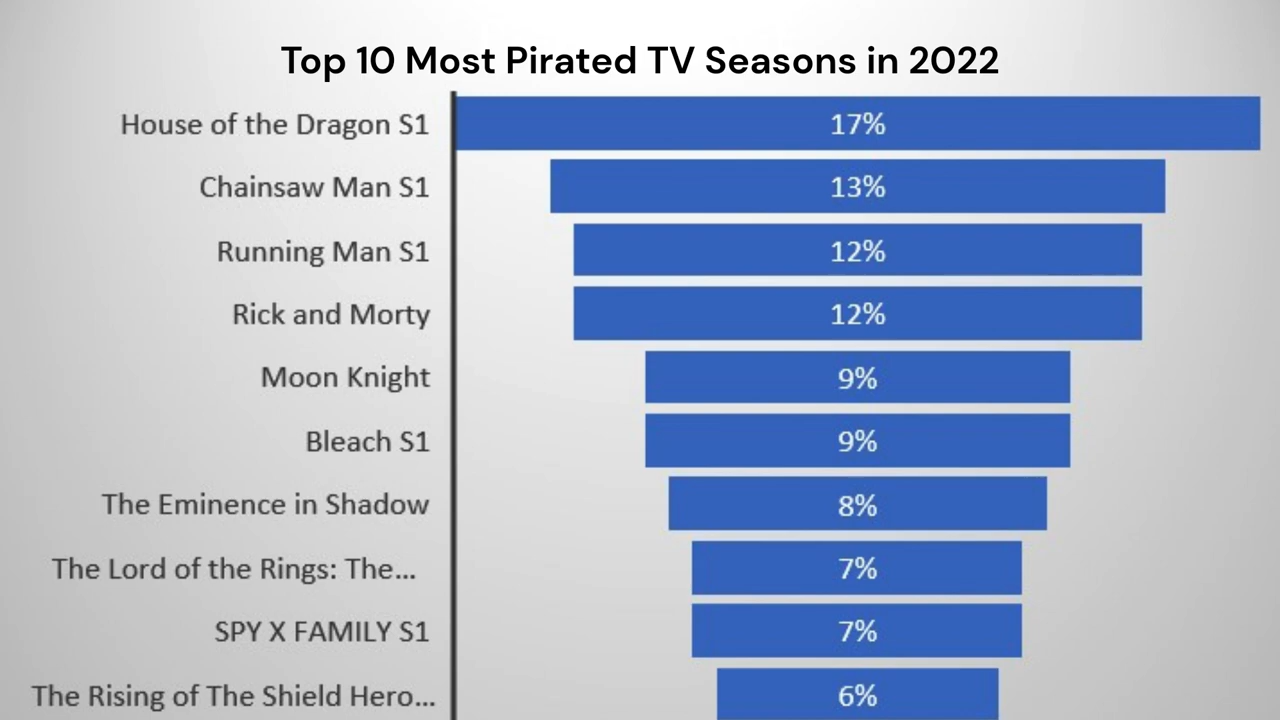 Top 10 Most Pirated TV Seasons in 2022
House of the Dragon S1 17%
Chainsaw Man S1 13%
Running Man S1 12%
Rick and Morty 12%
Moon Knight 9%
Bleach S1 9%
The Eminence in Shadow 8%
The Lord of the Rings: The... 7%
SPY X FAMILY S1 7%
The Rising of The Shield Hero... 6%